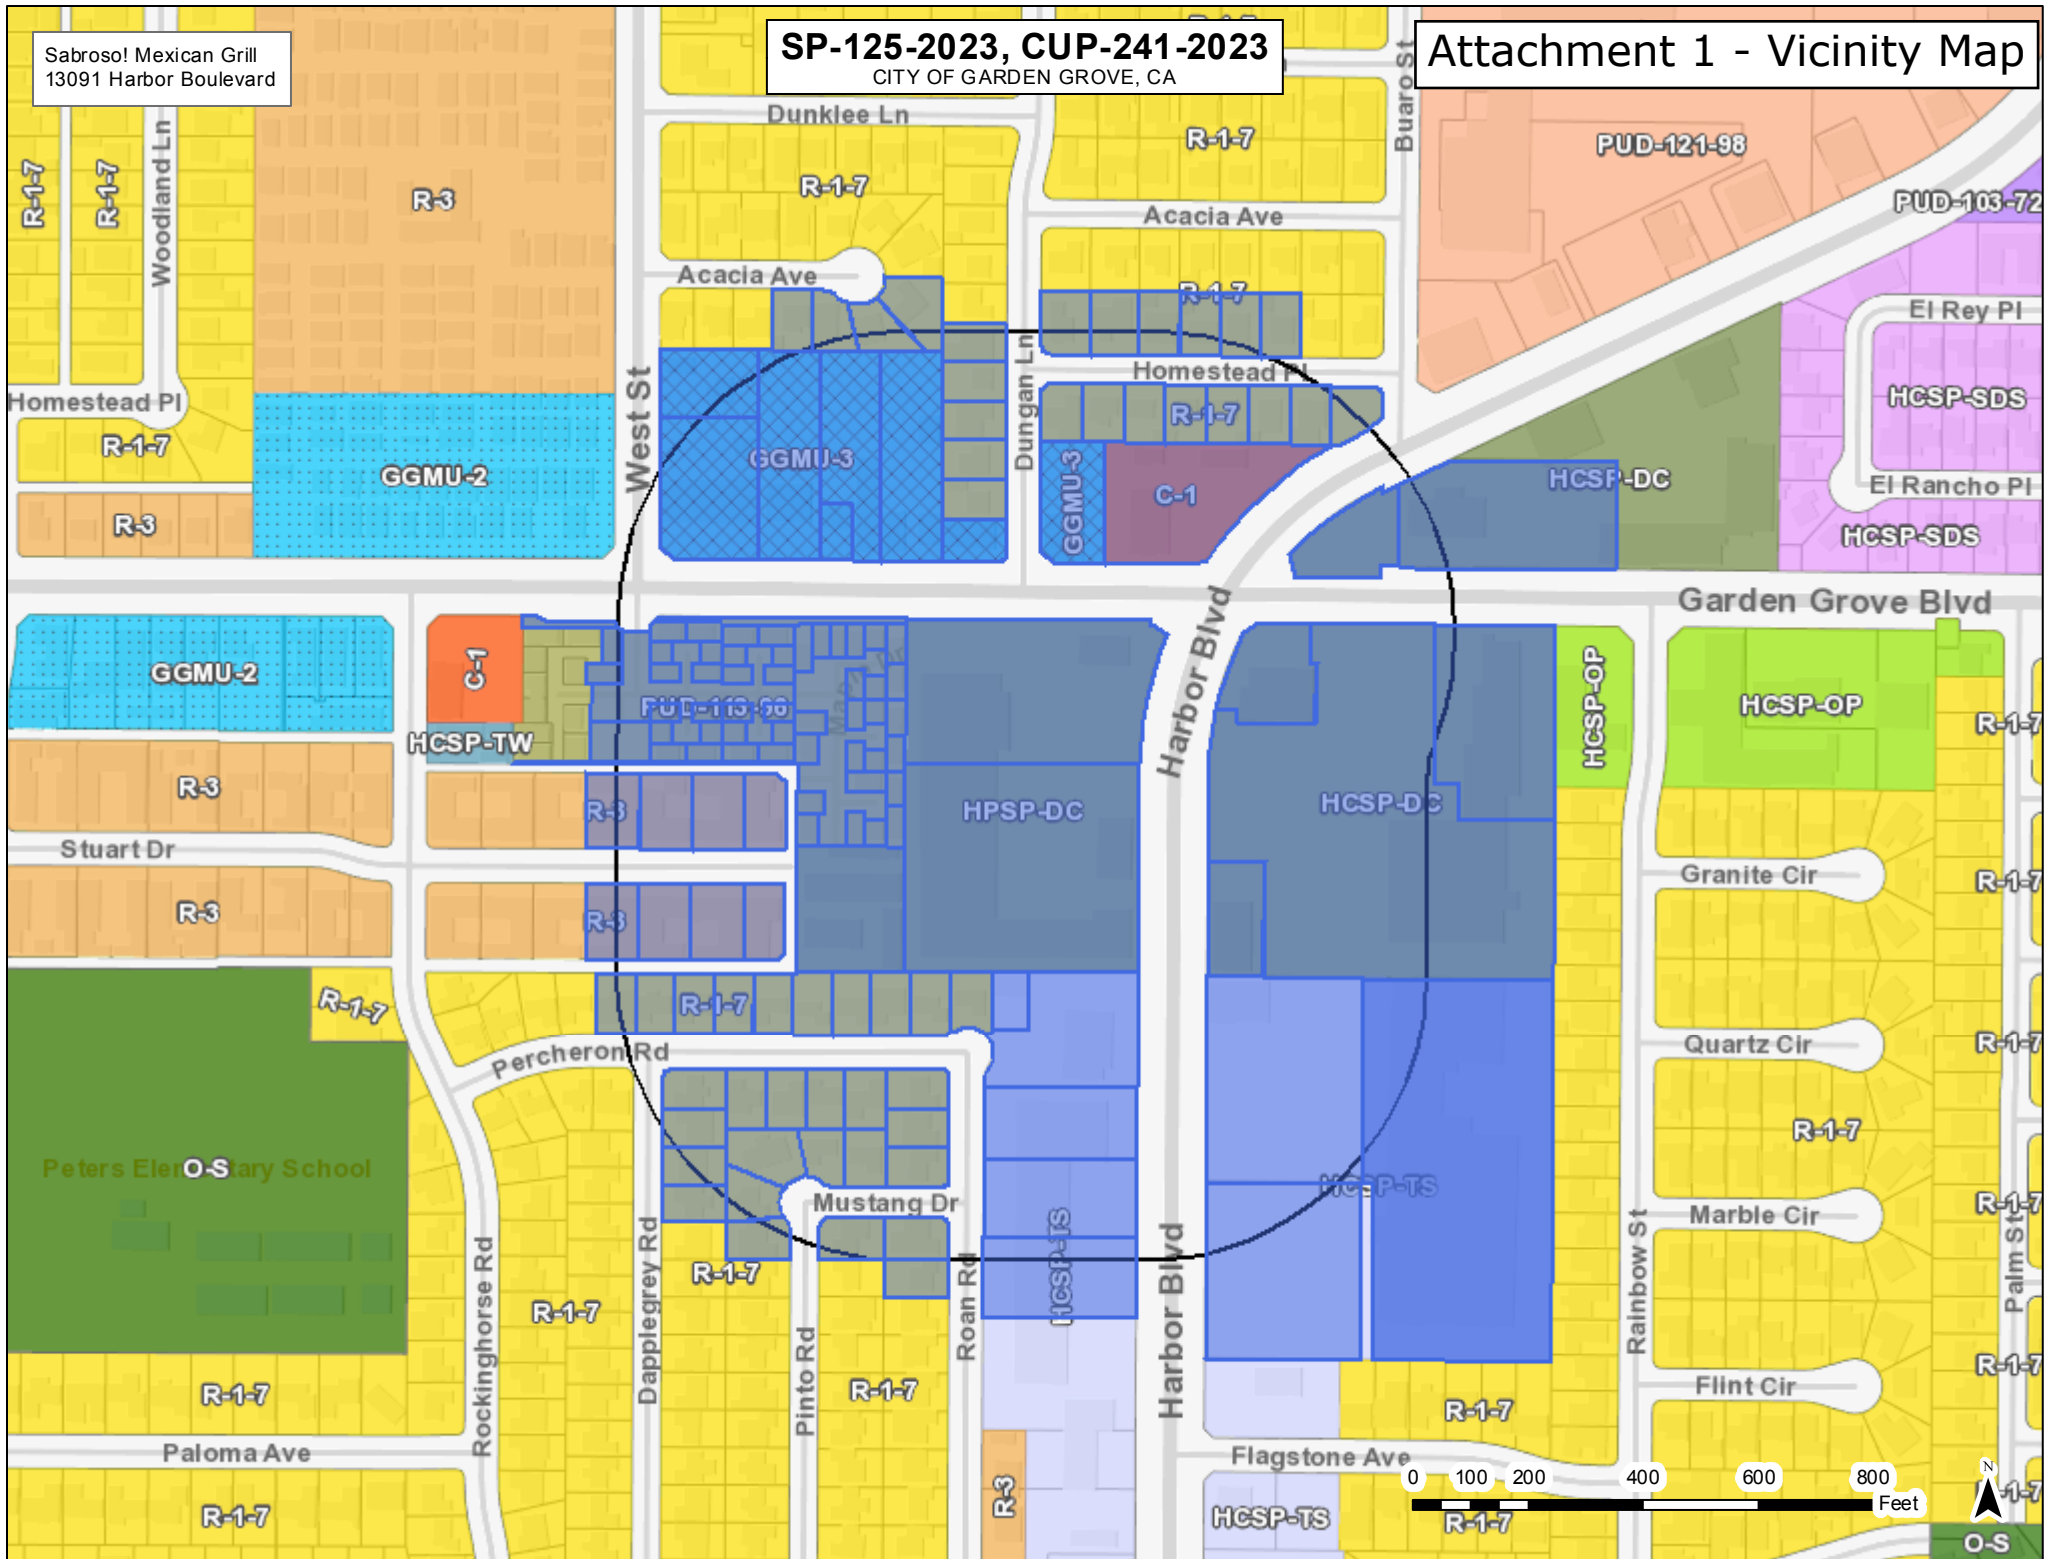 Sabroso! Mexican Grill
13091 Harbor Boulevard
SP-125-2023, CUP-241-2023
CITY OF GARDEN GROVE, CA
Attachment 1 - Vicinity Map
Dunklee Ln
Buaro St
R-1-7
R-1-7
Woodland Ln
R-3
R-1-7
R-1-7
PUD-121-98
PUD-103-72
Acacia Ave
Acacia Ave
R-1-7
El Rey Pl
Homestead Pl
Homestead Pl
R-1-7
West St
Dungan Ln
R-1-7
HCSP-SDS
R-1-7
GGMU-2
GGMU-3
GGMU-3
C-1
HCSP-DC
El Rancho Pl
R-3
HCSP-SDS
Garden Grove Blvd
Harbor Blvd
GGMU-2
C-1
PUD-113-96
HCSP-OP
HCSP-OP
R-1-7
HCSP-TW
R-3
R-3
HPSP-DC
HCSP-DC
Stuart Dr
Granite Cir
R-1-7
R-3
R-3
R-1-7
R-1-7
Percheron Rd
Quartz Cir
R-1-7
R-1-7
Peters Elementary School
O-S
Mustang Dr
HCSP-TS
HCSP-TS
Marble Cir
R-1-7
Rockinghorse Rd
R-1-7
Dapplegrey Rd
R-1-7
Pinto Rd
Roan Rd
Harbor Blvd
Rainbow St
Palm St
R-1-7
R-1-7
R-1-7
R-1-7
Flint Cir
R-1-7
Paloma Ave
Flagstone Ave
R-3
R-1-7
HCSP-TS
R-1-7
0 100 200 400 600 800
Feet
N
O-S